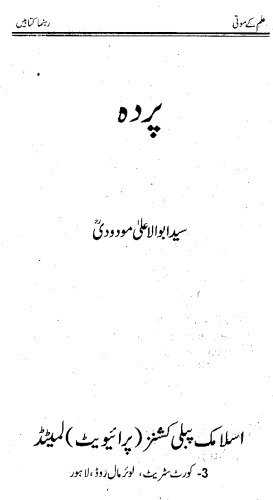 علم کے موتی رہنما کتابیں
پردہ
سید ابوالاعلیٰ مودودیؒ
اسلامک پبلی کیشنز (پرائیویٹ) لمیٹڈ
3- کورٹ سٹریٹ، لوئر مال روڈ، لاہور